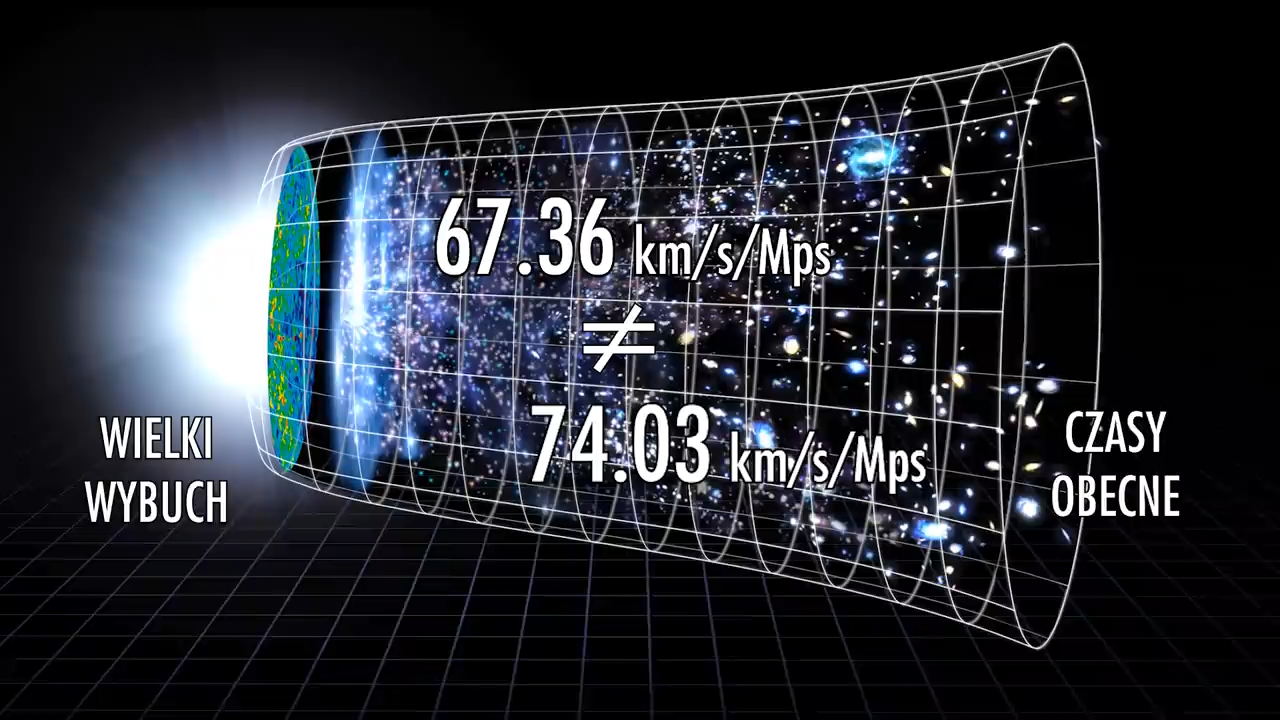 67.36 km/s/Mps
≠
74.03 km/s/Mps
WIELKI
WYBUCH
CZASY
OBECNE